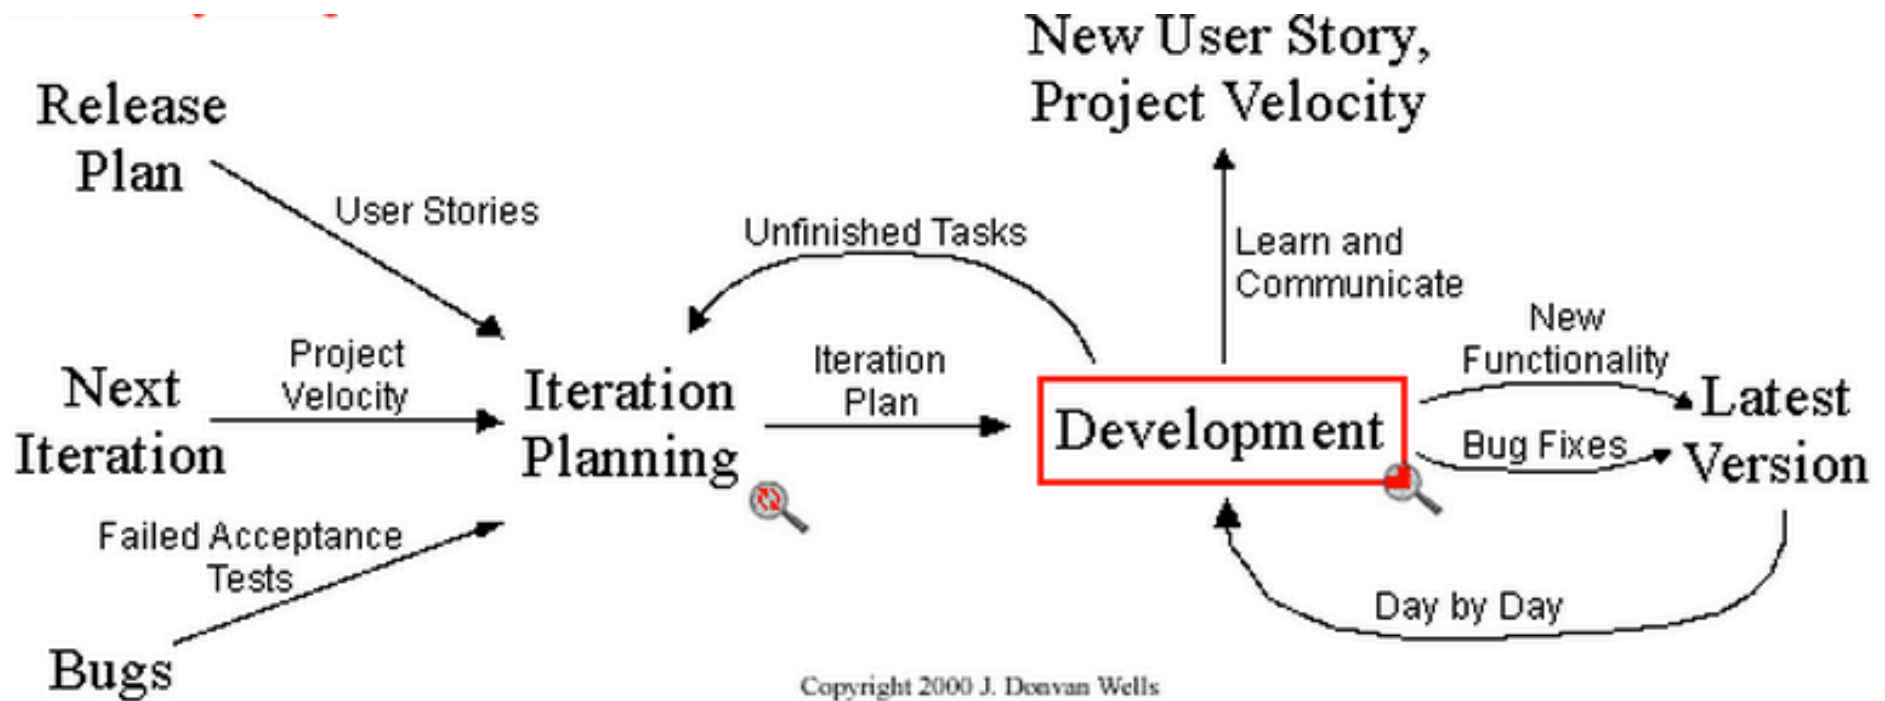 New User Story,
Project Velocity
Release
Plan
User Stories
Unfinished Tasks
Learn and
Communicate
New
Functionality
Project
Velocity
Iteration
Plan
Next
Iteration
Iteration
Planning
Development
Bug Fixes
Latest
Version
Failed Acceptance
Tests
Day by Day
Bugs
Copyright 2000 J. Donvan Wells